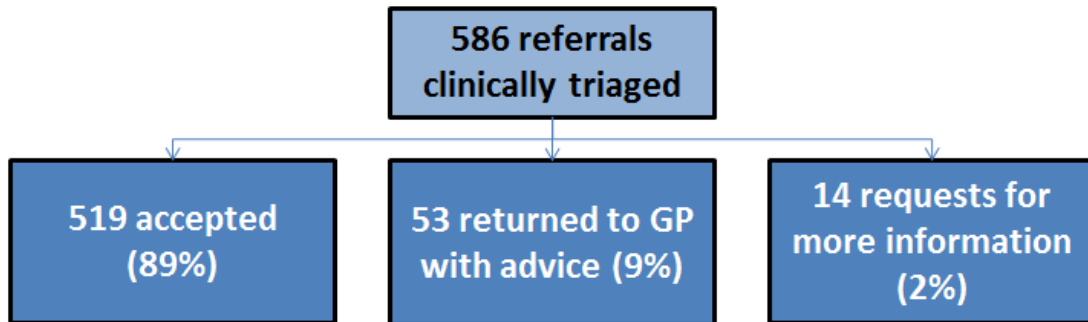 586 referrals
clinically triaged
519 accepted
(89%)
53 returned to GP
with advice (9%)
14 requests for
more information
(2%)